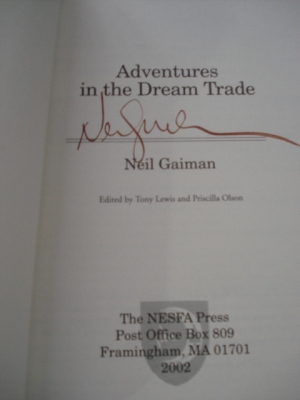 Adventures
in the Dream Trade
Neil Gaiman
Edited by Tony Lewis and Priscilla Olson
The NESFA Press
Post Office Box 809
Framingham, MA 01701
2002